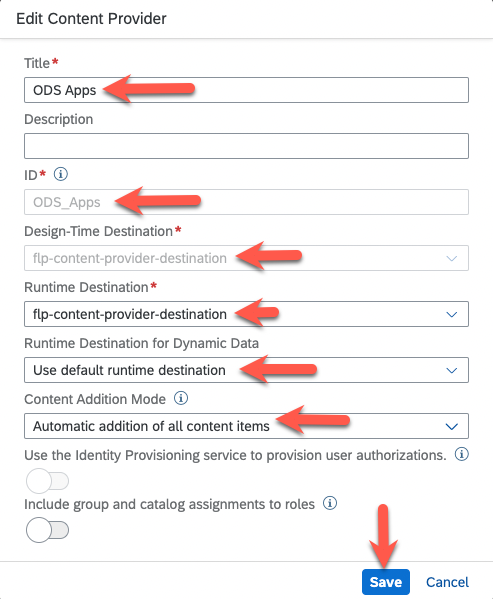 Edit Content Provider
Title*
ODS Apps
Description
ID*
ODS_Apps
Design-Time Destination*
flp-content-provider-destination
Runtime Destination*
flp-content-provider-destination
Runtime Destination for Dynamic Data
Use default runtime destination
Content Addition Mode
Automatic addition of all content items
Use the Identity Provisioning service to provision user authorizations.
Include group and catalog assignments to roles
Save Cancel